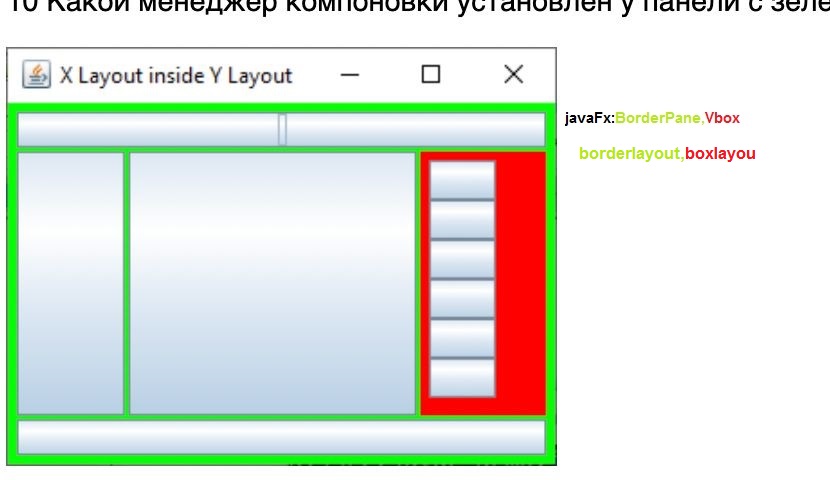 10 Какой менеджер компоновки установлен у панели с зеле
X Layout inside Y Layout
javaFx:BorderPane,Vbox
borderlayout,boxlayou